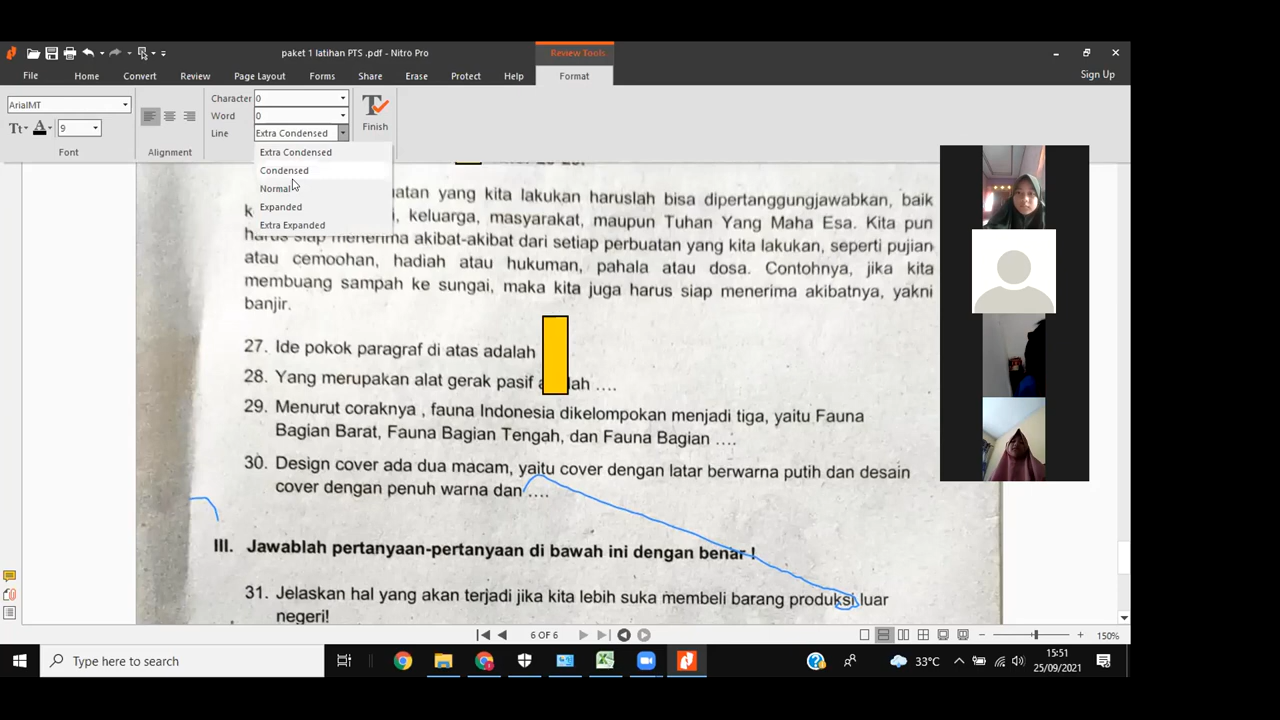 paket 1 latihan PTS .pdf - Nitro Pro
Review Tools
File
Home
Convert
Review
Page Layout
Forms
Share
Erase
Protect
Help
Format
Sign Up
ArialMT
Tt
A
9
Font
Alignment
Character 0
Word 0
Line Extra Condensed
Finish
Extra Condensed
Condensed
Normal
Expanded
Extra Expanded
yang kita lakukan haruslah bisa dipertanggungjawabkan, baik
keluarga, masyarakat, maupun Tuhan Yang Maha Esa. Kita pun
harus siap menerima akibat-akibat dari setiap perbuatan yang kita lakukan, seperti pujian
atau cemoohan, hadiah atau hukuman, pahala atau dosa. Contohnya, jika kita
membuang sampah ke sungai, maka kita juga harus siap menerima akibatnya, yakni
banjir.
27. Ide pokok paragraf di atas adalah
28. Yang merupakan alat gerak pasif ....
29. Menurut coraknya , fauna Indonesia dikelompokan menjadi tiga, yaitu Fauna
Bagian Barat, Fauna Bagian Tengah, dan Fauna Bagian ....
30. Design cover ada dua macam, yaitu cover dengan latar berwarna putih dan desain
cover dengan penuh warna dan ....
III. Jawablah pertanyaan-pertanyaan di bawah ini dengan benar !
31. Jelaskan hal yang akan terjadi jika kita lebih suka membeli barang produksi luar
negeri!
6 OF 6
150%
Type here to search
33°C
15:51
25/09/2021